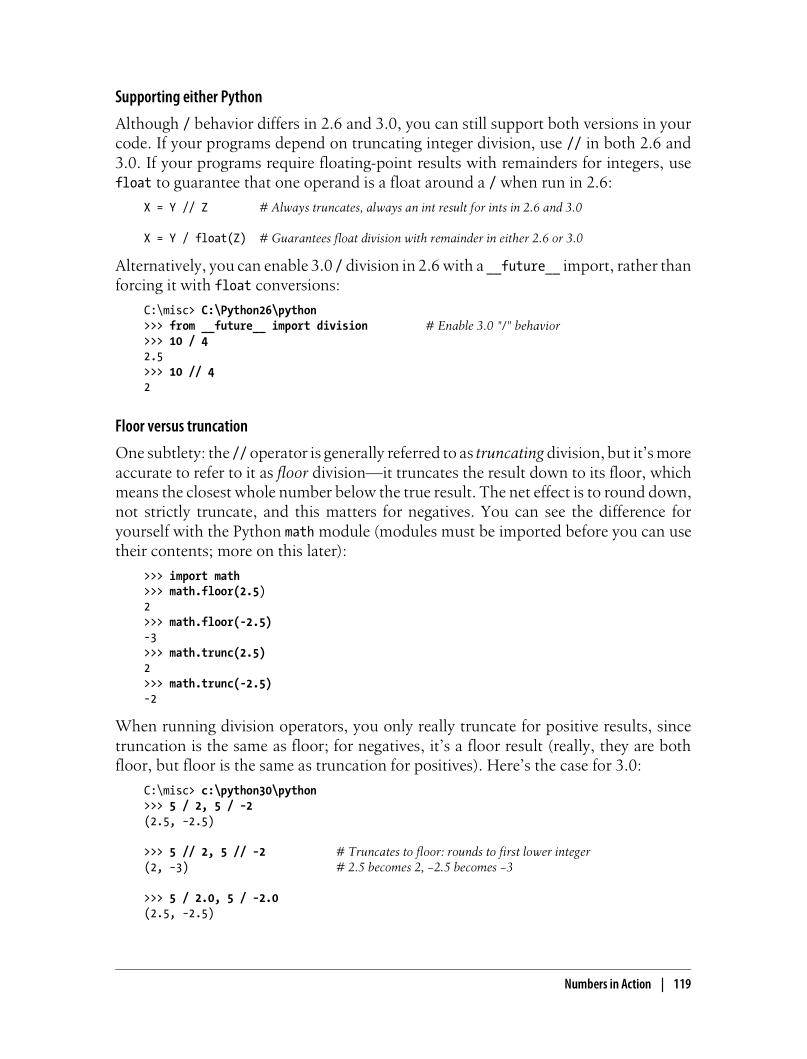 Supporting either Python
Although / behavior differs in 2.6 and 3.0, you can still support both versions in your
code. If your programs depend on truncating integer division, use // in both 2.6 and
3.0. If your programs require floating-point results with remainders for integers, use
float to guarantee that one operand is a float around a / when run in 2.6:
X = Y // Z # Always truncates, always an int result for ints in 2.6 and 3.0
X = Y / float(Z) # Guarantees float division with remainder in either 2.6 or 3.0
Alternatively, you can enable 3.0 / division in 2.6 with a __future__ import, rather than
forcing it with float conversions:
C:\misc> C:\Python26\python
>>> from __future__ import division # Enable 3.0 "/" behavior
>>> 10 / 4
2.5
>>> 10 // 4
2
Floor versus truncation
One subtlety: the // operator is generally referred to as truncating division, but it’s more
accurate to refer to it as floor division—it truncates the result down to its floor, which
means the closest whole number below the true result. The net effect is to round down,
not strictly truncate, and this matters for negatives. You can see the difference for
yourself with the Python math module (modules must be imported before you can use
their contents; more on this later):
>>> import math
>>> math.floor(2.5)
2
>>> math.floor(-2.5)
-3
>>> math.trunc(2.5)
2
>>> math.trunc(-2.5)
-2
When running division operators, you only really truncate for positive results, since
truncation is the same as floor; for negatives, it’s a floor result (really, they are both
floor, but floor is the same as truncation for positives). Here’s the case for 3.0:
C:\misc> c:\python30\python
>>> 5 / 2, 5 / -2
(2.5, -2.5)
>>> 5 // 2, 5 // -2 # Truncates to floor: rounds to first lower integer
(2, -3) # 2.5 becomes 2, −2.5 becomes −3
>>> 5 / 2.0, 5 / -2.0
(2.5, -2.5)
Numbers in Action | 119